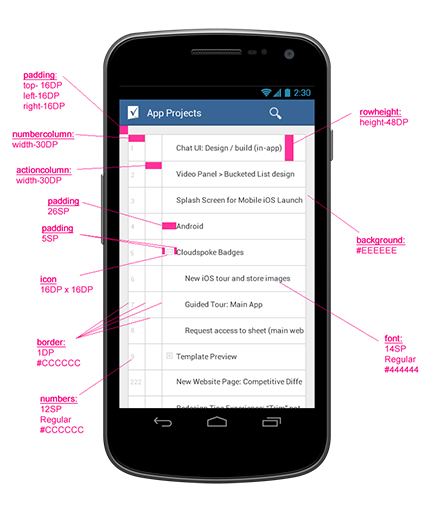 padding:
top- 16DP
left-16DP
right-16DP
numbercolumn:
width-30DP
actioncolumn:
width-30DP
padding
26SP
padding
5SP
icon
16DP x 16DP
border:
1DP
#CCCCCC
numbers:
12SP
Regular
#CCCCCC
2:30
App Projects
1 Chat UI: Design / build (in-app)
2 Video Panel > Bucketed List design
3 Splash Screen for Mobile iOS Launch
4 Android
5 Cloudspoke Badges
6 New iOS tour and store images
7 Guided Tour: Main App
8 Request access to sheet (main web
9 Template Preview
222 New Website Page: Competitive Diffe
rowheight:
height-48DP
background:
#EEEEEE
font:
14SP
Regular
#444444